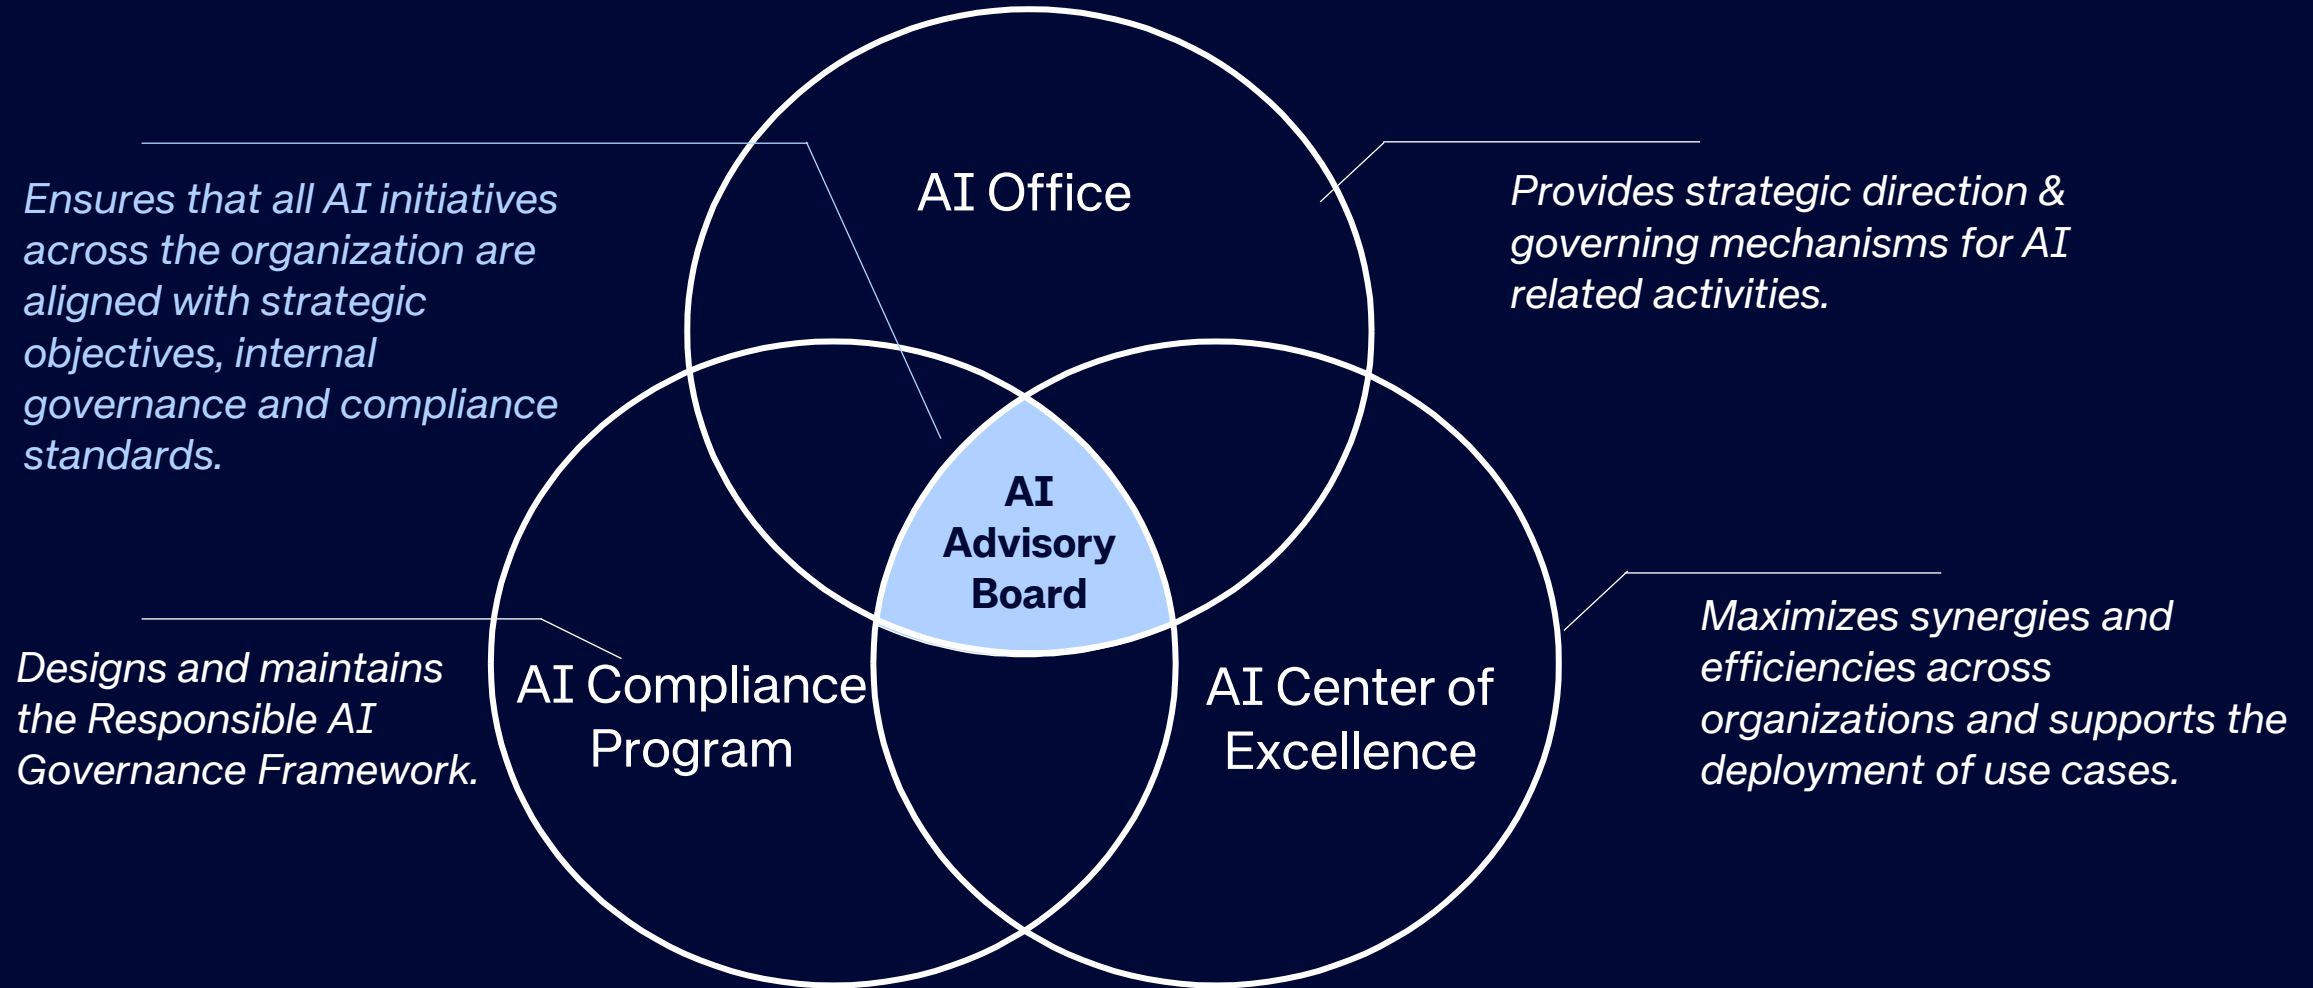 AI Office
Ensures that all AI initiatives
across the organization are
aligned with strategic
objectives, internal
governance and compliance
standards.
Provides strategic direction &
governing mechanisms for AI
related activities.
AI
Advisory
Board
Designs and maintains
the Responsible AI
Governance Framework.
AI Compliance
Program
AI Center of
Excellence
Maximizes synergies and
efficiencies across
organizations and supports the
deployment of use cases.